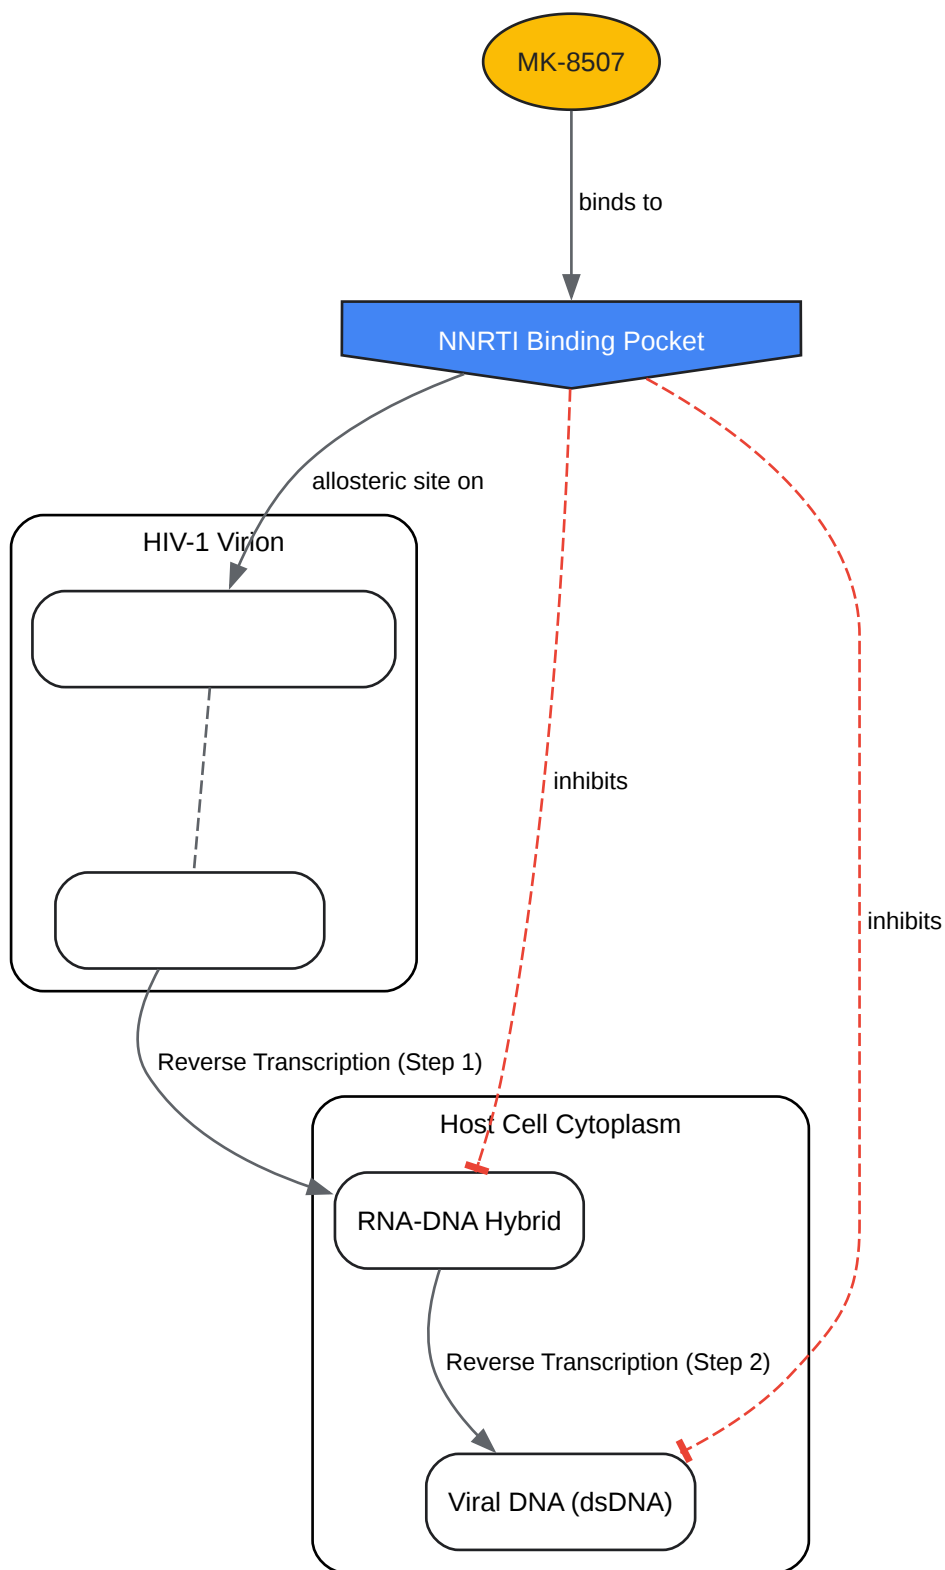 MK-8507
binds to
NNRTI Binding Pocket
allosteric site on
HIV-1 Virion
inhibits
inhibits
Reverse Transcription (Step 1)
Host Cell Cytoplasm
RNA-DNA Hybrid
Reverse Transcription (Step 2)
Viral DNA (dsDNA)